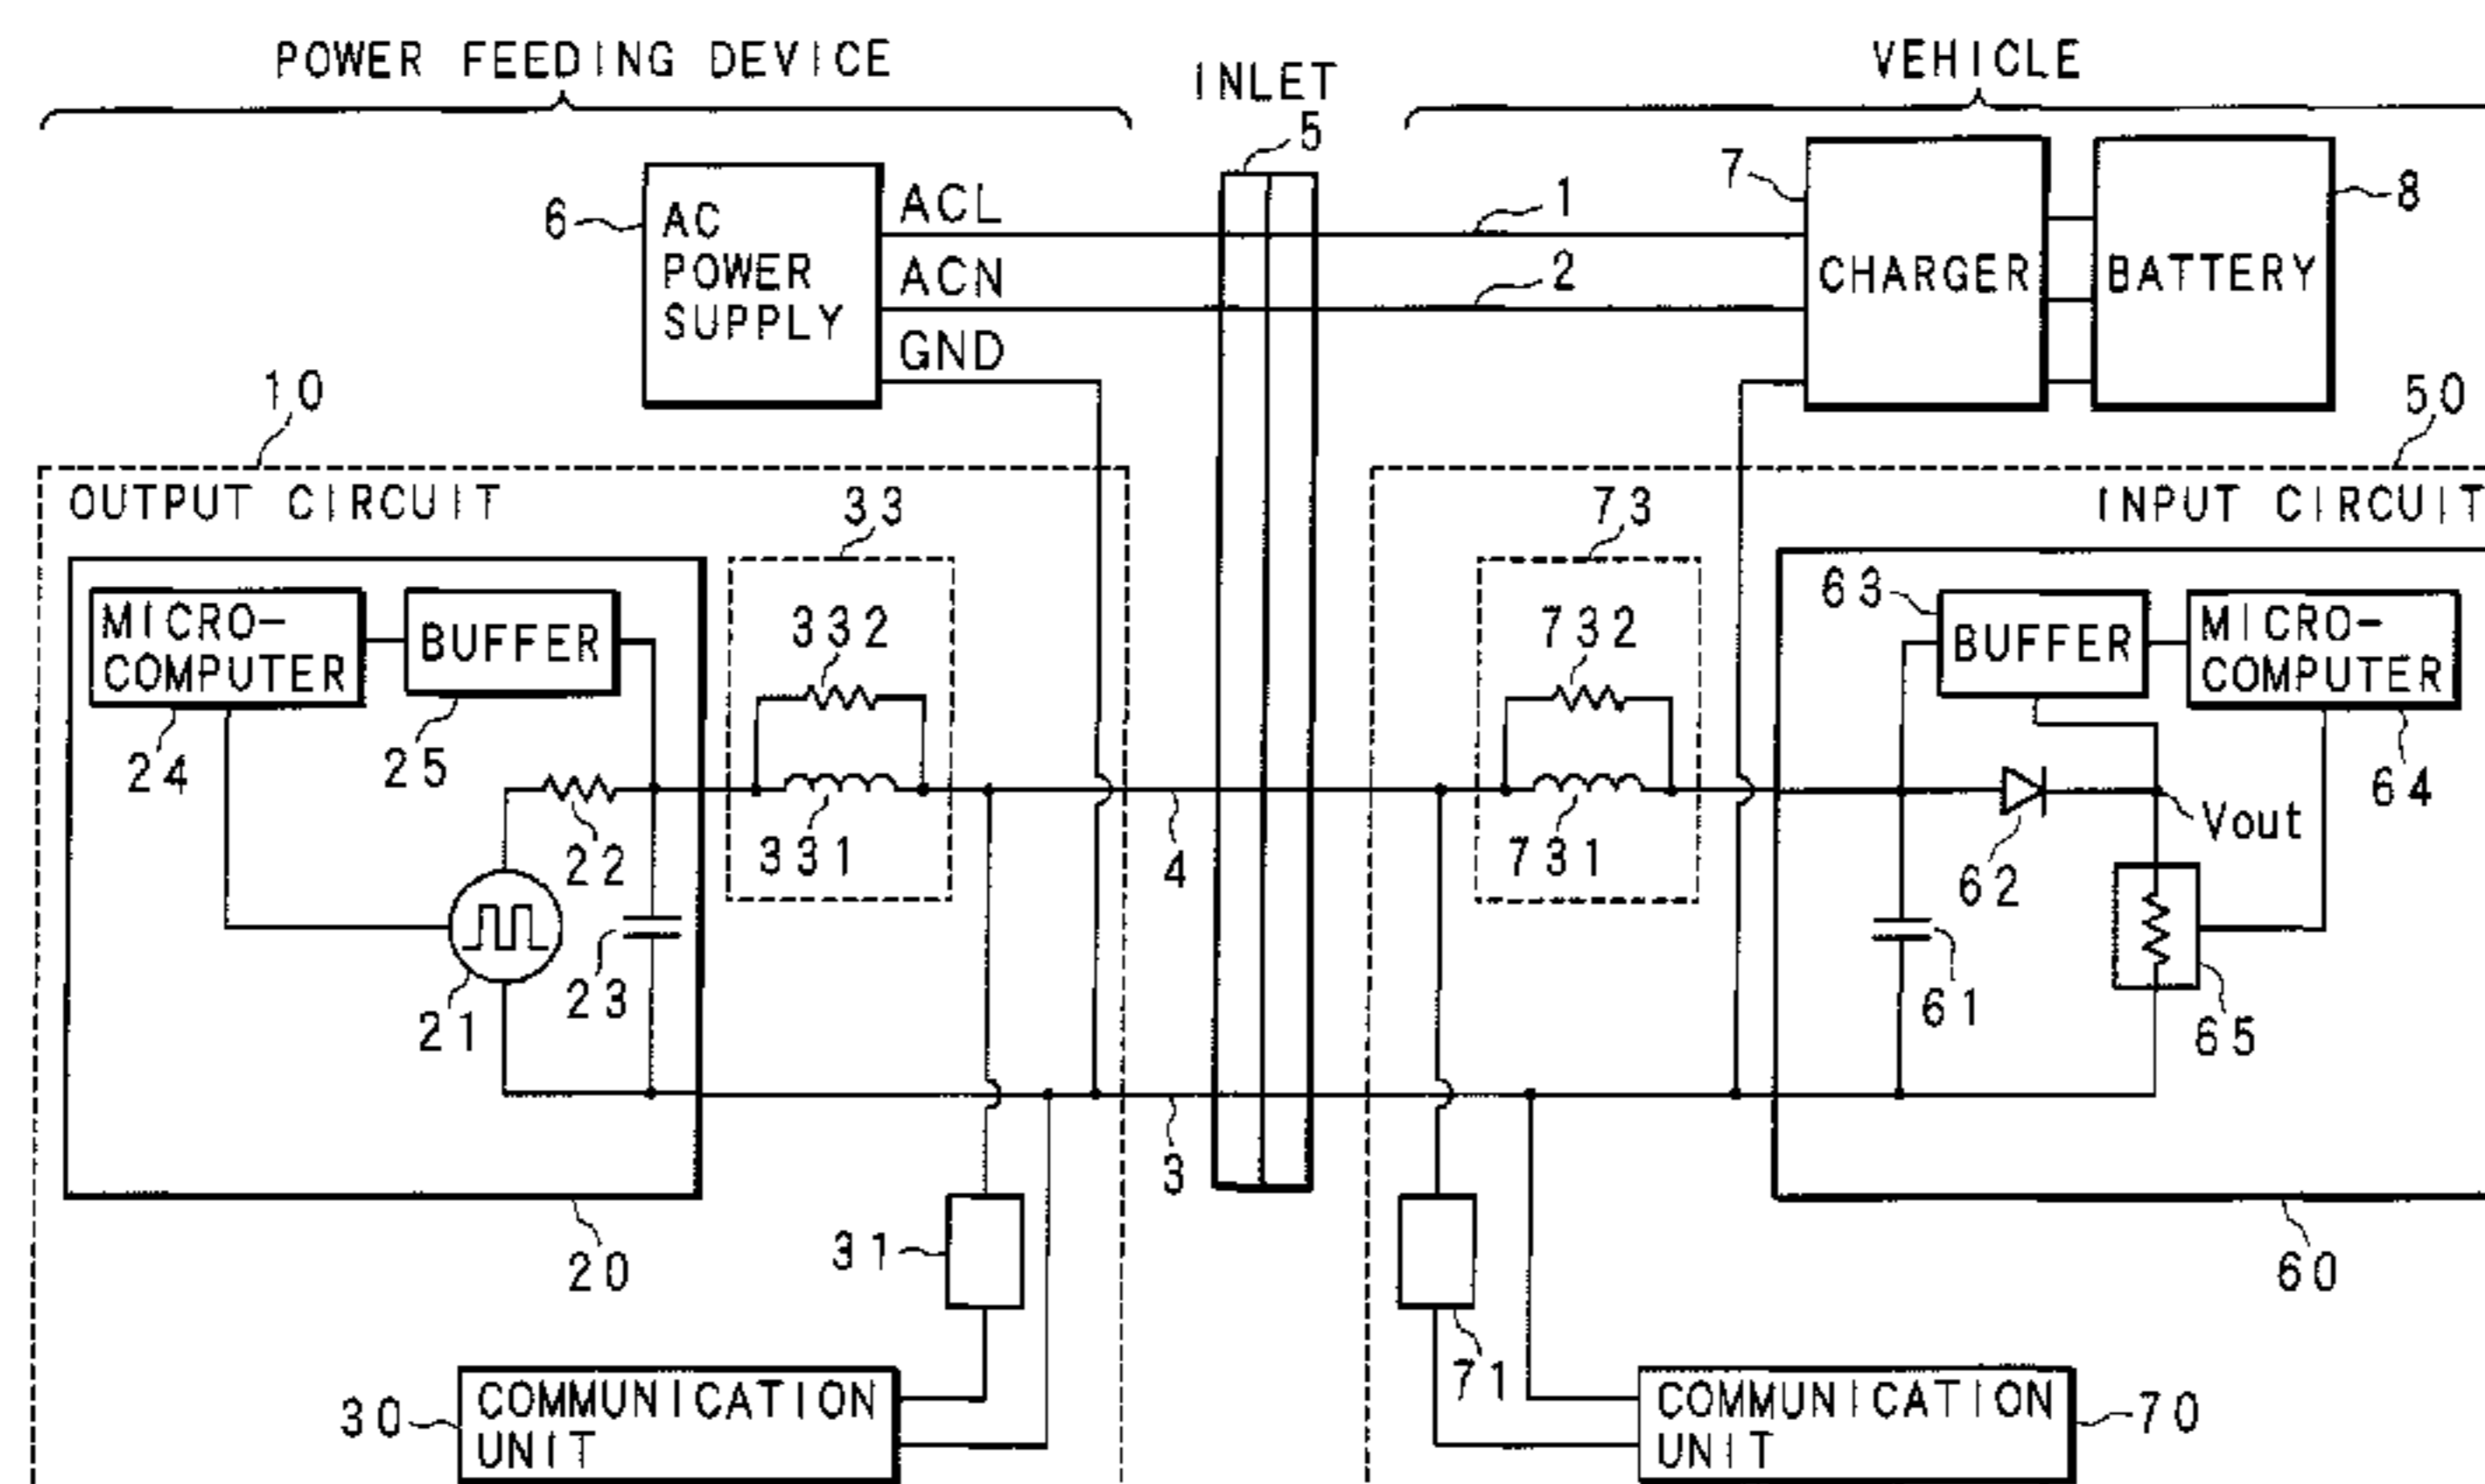 POWER FEEDING DEVICE
INLET
VEHICLE
5
6
AC
POWER
SUPPLY
ACL
ACN
GND
1
2
7
CHARGER
BATTERY
8
10
50
OUTPUT CIRCUIT
33
73
INPUT CIRCUIT
MICRO-
COMPUTER
BUFFER
332
732
63
BUFFER
MICRO-
COMPUTER
24
25
64
22
331
4
731
62
Vout
21
23
61
65
3
20
31
60
71
30
COMMUNICATION
UNIT
COMMUNICATION
UNIT
70